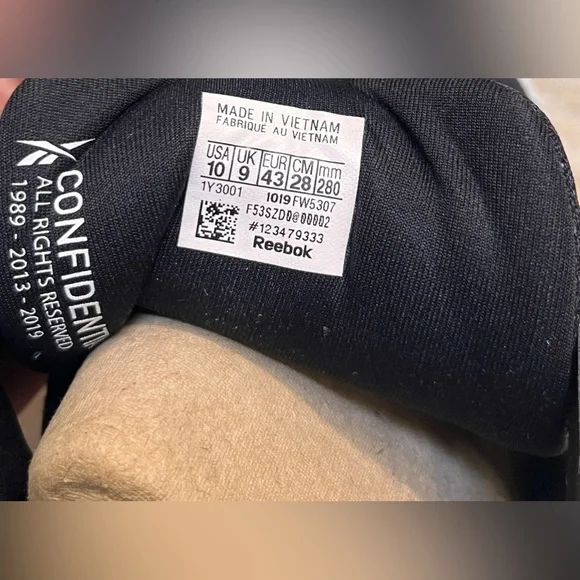 MADE IN VIETNAM
FABRIQUE AU VIETNAM
USA UK EUR CM mm
10 9 43 28 280
1Y3001 1019 FW5307
F53SZD0@00002
#123479333
Reebok
CONFIDENTIA
ALL RIGHTS RESERVED
1989 - 2013 - 2019